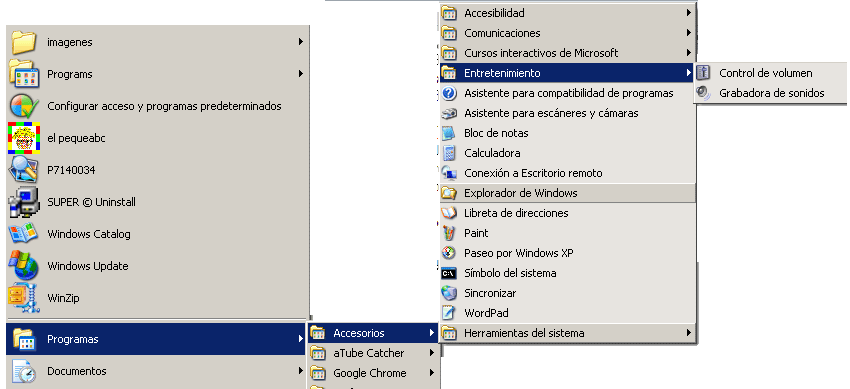 imagenes
Programs
Configurar acceso y programas predeterminados
el pequeabc
P7140034
SUPER © Uninstall
Windows Catalog
Windows Update
WinZip
Programas
Documentos
Accesorios
aTube Catcher
Google Chrome
Accesibilidad
Comunicaciones
Cursos interactivos de Microsoft
Entretenimiento
Asistente para compatibilidad de programas
Asistente para escáneres y cámaras
Bloc de notas
Calculadora
Conexión a Escritorio remoto
Explorador de Windows
Libreta de direcciones
Paint
Paseo por Windows XP
Símbolo del sistema
Sincronizar
WordPad
Herramientas del sistema
Control de volumen
Grabadora de sonidos